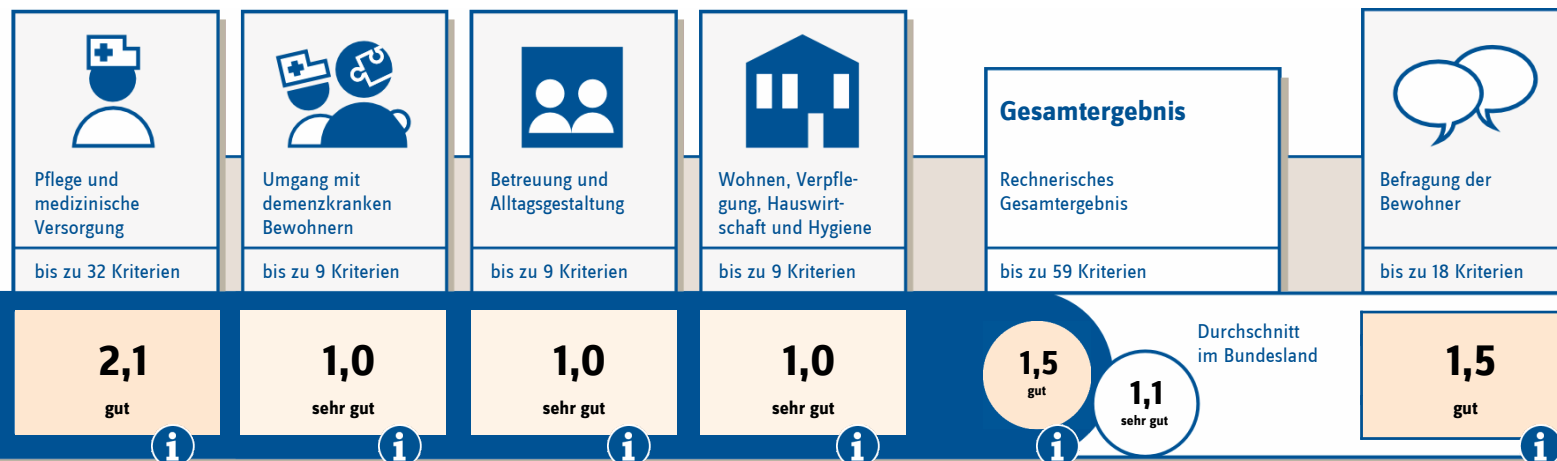 Pflege und
medizinische
Versorgung
bis zu 32 Kriterien
2,1
gut
i
Umgang mit
demenzkranken
Bewohnern
bis zu 9 Kriterien
1,0
sehr gut
i
Betreuung und
Alltagsgestaltung
bis zu 9 Kriterien
1,0
sehr gut
i
Wohnen, Verpfle-
gung, Hauswirt-
schaft und Hygiene
bis zu 9 Kriterien
1,0
sehr gut
i
Gesamtergebnis
Rechnerisches
Gesamtergebnis
bis zu 59 Kriterien
1,5
gut
i
1,1
sehr gut
Durchschnitt
im Bundesland
Befragung der
Bewohner
bis zu 18 Kriterien
1,5
gut
i